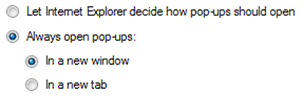 Let Internet Explorer decide how pop-ups should open
Always open pop-ups:
In a new window
In a new tab